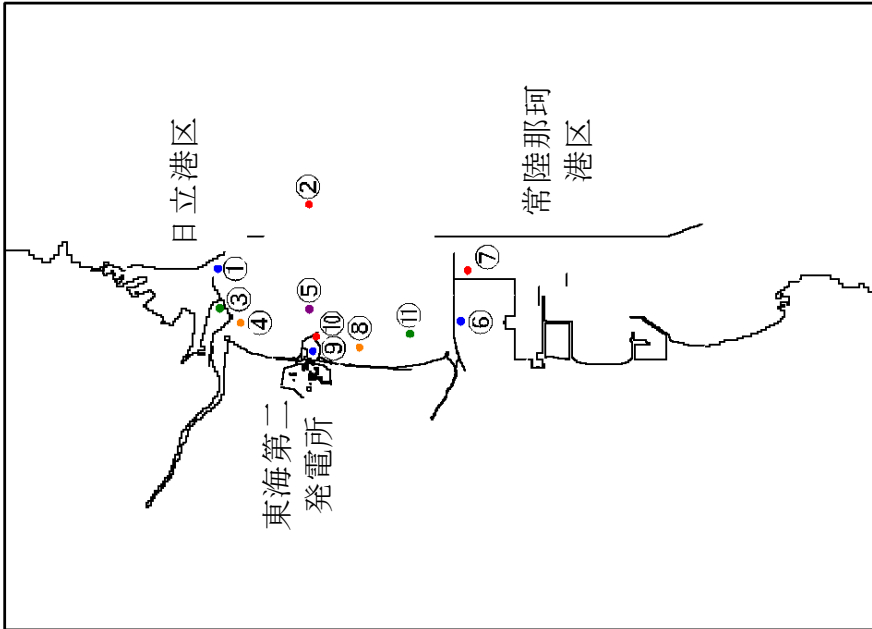 日立港区
①
②
③
④
⑤
東海第二
発電所
⑨
⑩
⑧
⑪
⑥
⑦
常陸那珂
港区